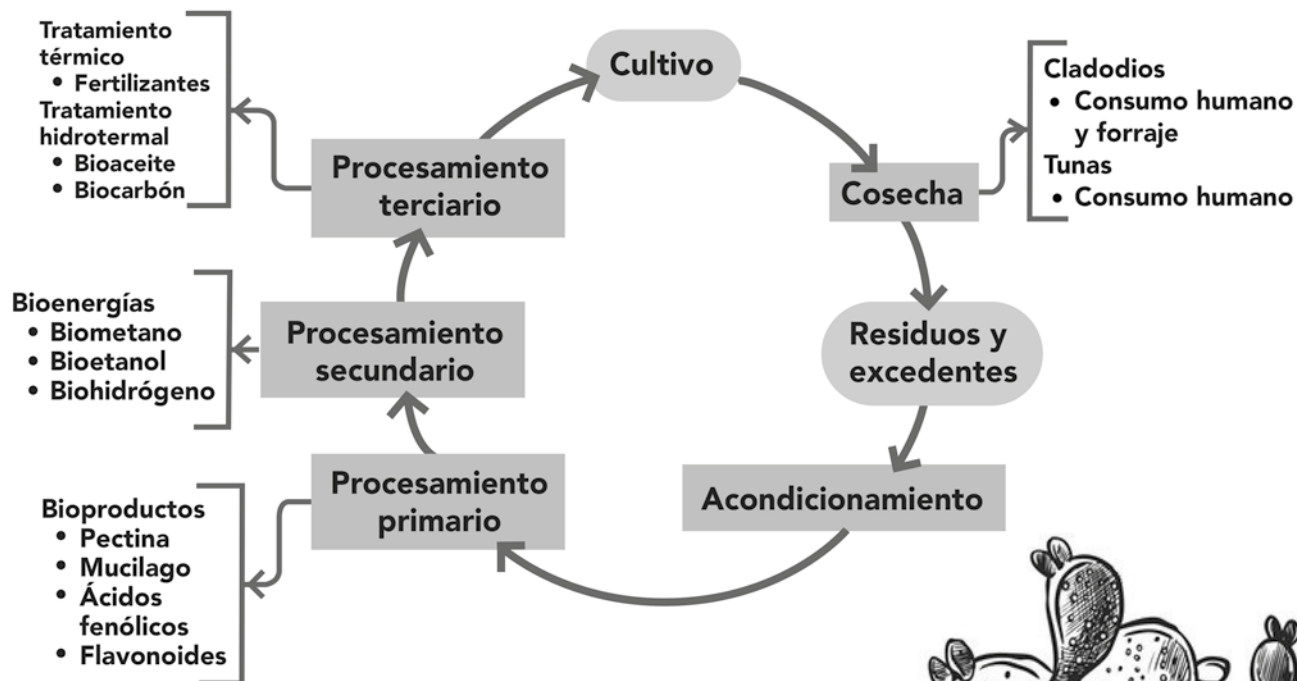 Cultivo
Cosecha
Cladodios
• Consumo humano
y forraje
Tunas
• Consumo humano
Residuos y
excedentes
Acondicionamiento
Procesamiento
primario
Bioproductos
• Pectina
• Mucilago
• Ácidos
fenólicos
• Flavonoides
Procesamiento
secundario
Bioenergías
• Biometano
• Bioetanol
• Biohidrógeno
Procesamiento
terciario
Tratamiento
térmico
• Fertilizantes
Tratamiento
hidrotermal
• Bioaceite
• Biocarbón